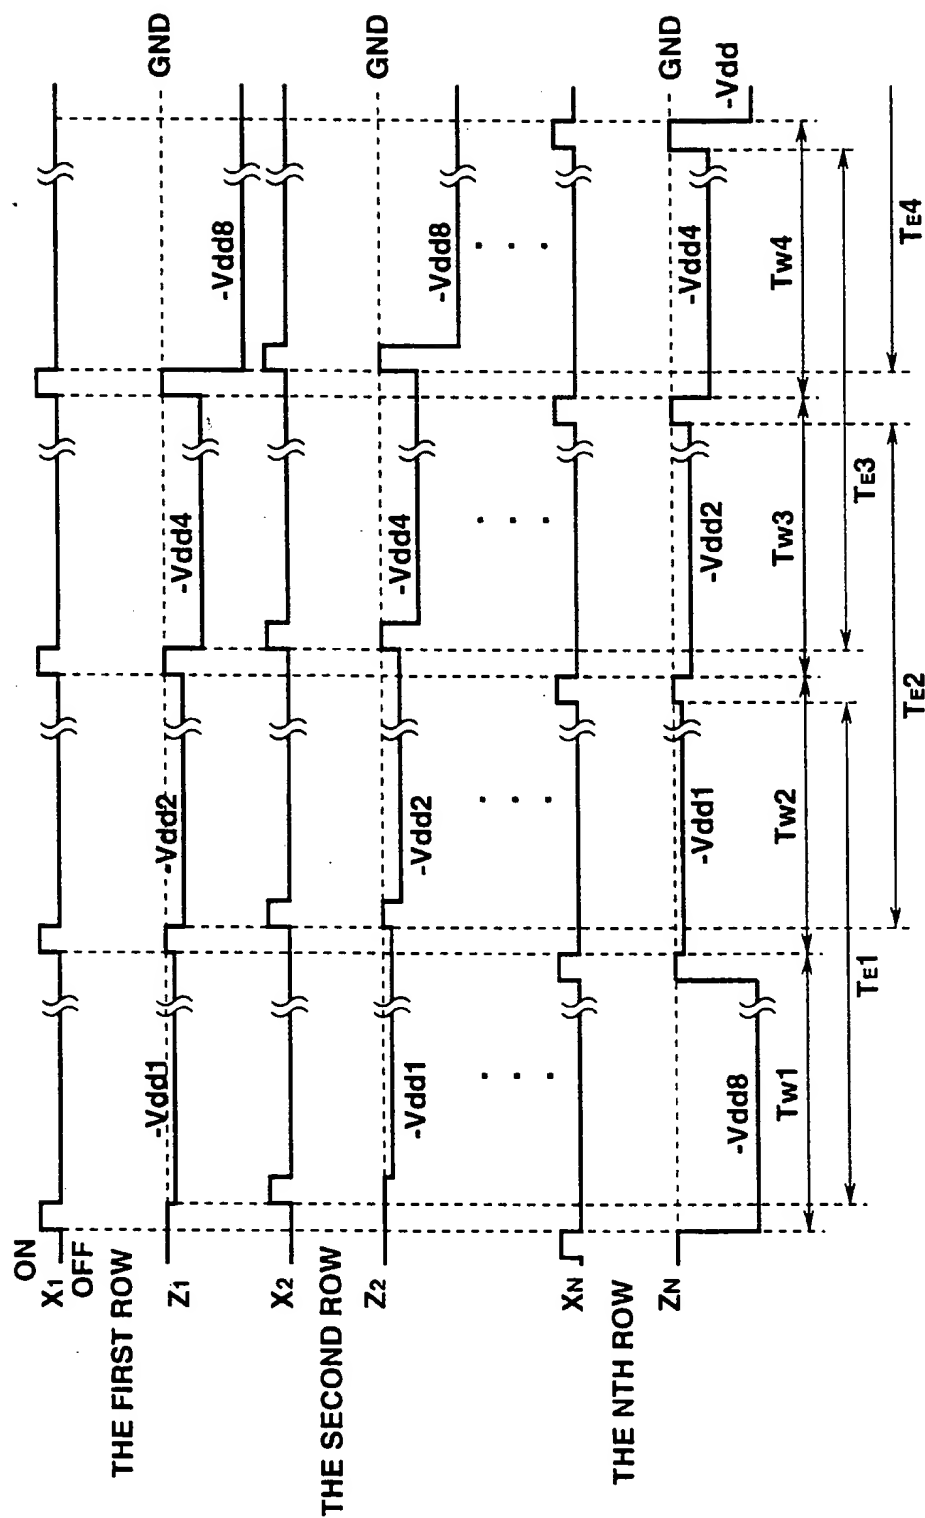 ON
X1
OFF
THE FIRST ROW
Z1
-Vdd1
-Vdd2
-Vdd4
-Vdd8
GND
X2
THE SECOND ROW
Z2
-Vdd1
-Vdd2
-Vdd4
-Vdd8
GND
XN
THE NTH ROW
ZN
-Vdd8
-Vdd1
-Vdd2
-Vdd4
-Vdd
GND
TW1
TW2
TW3
TW4
TE1
TE3
TE2
TE4